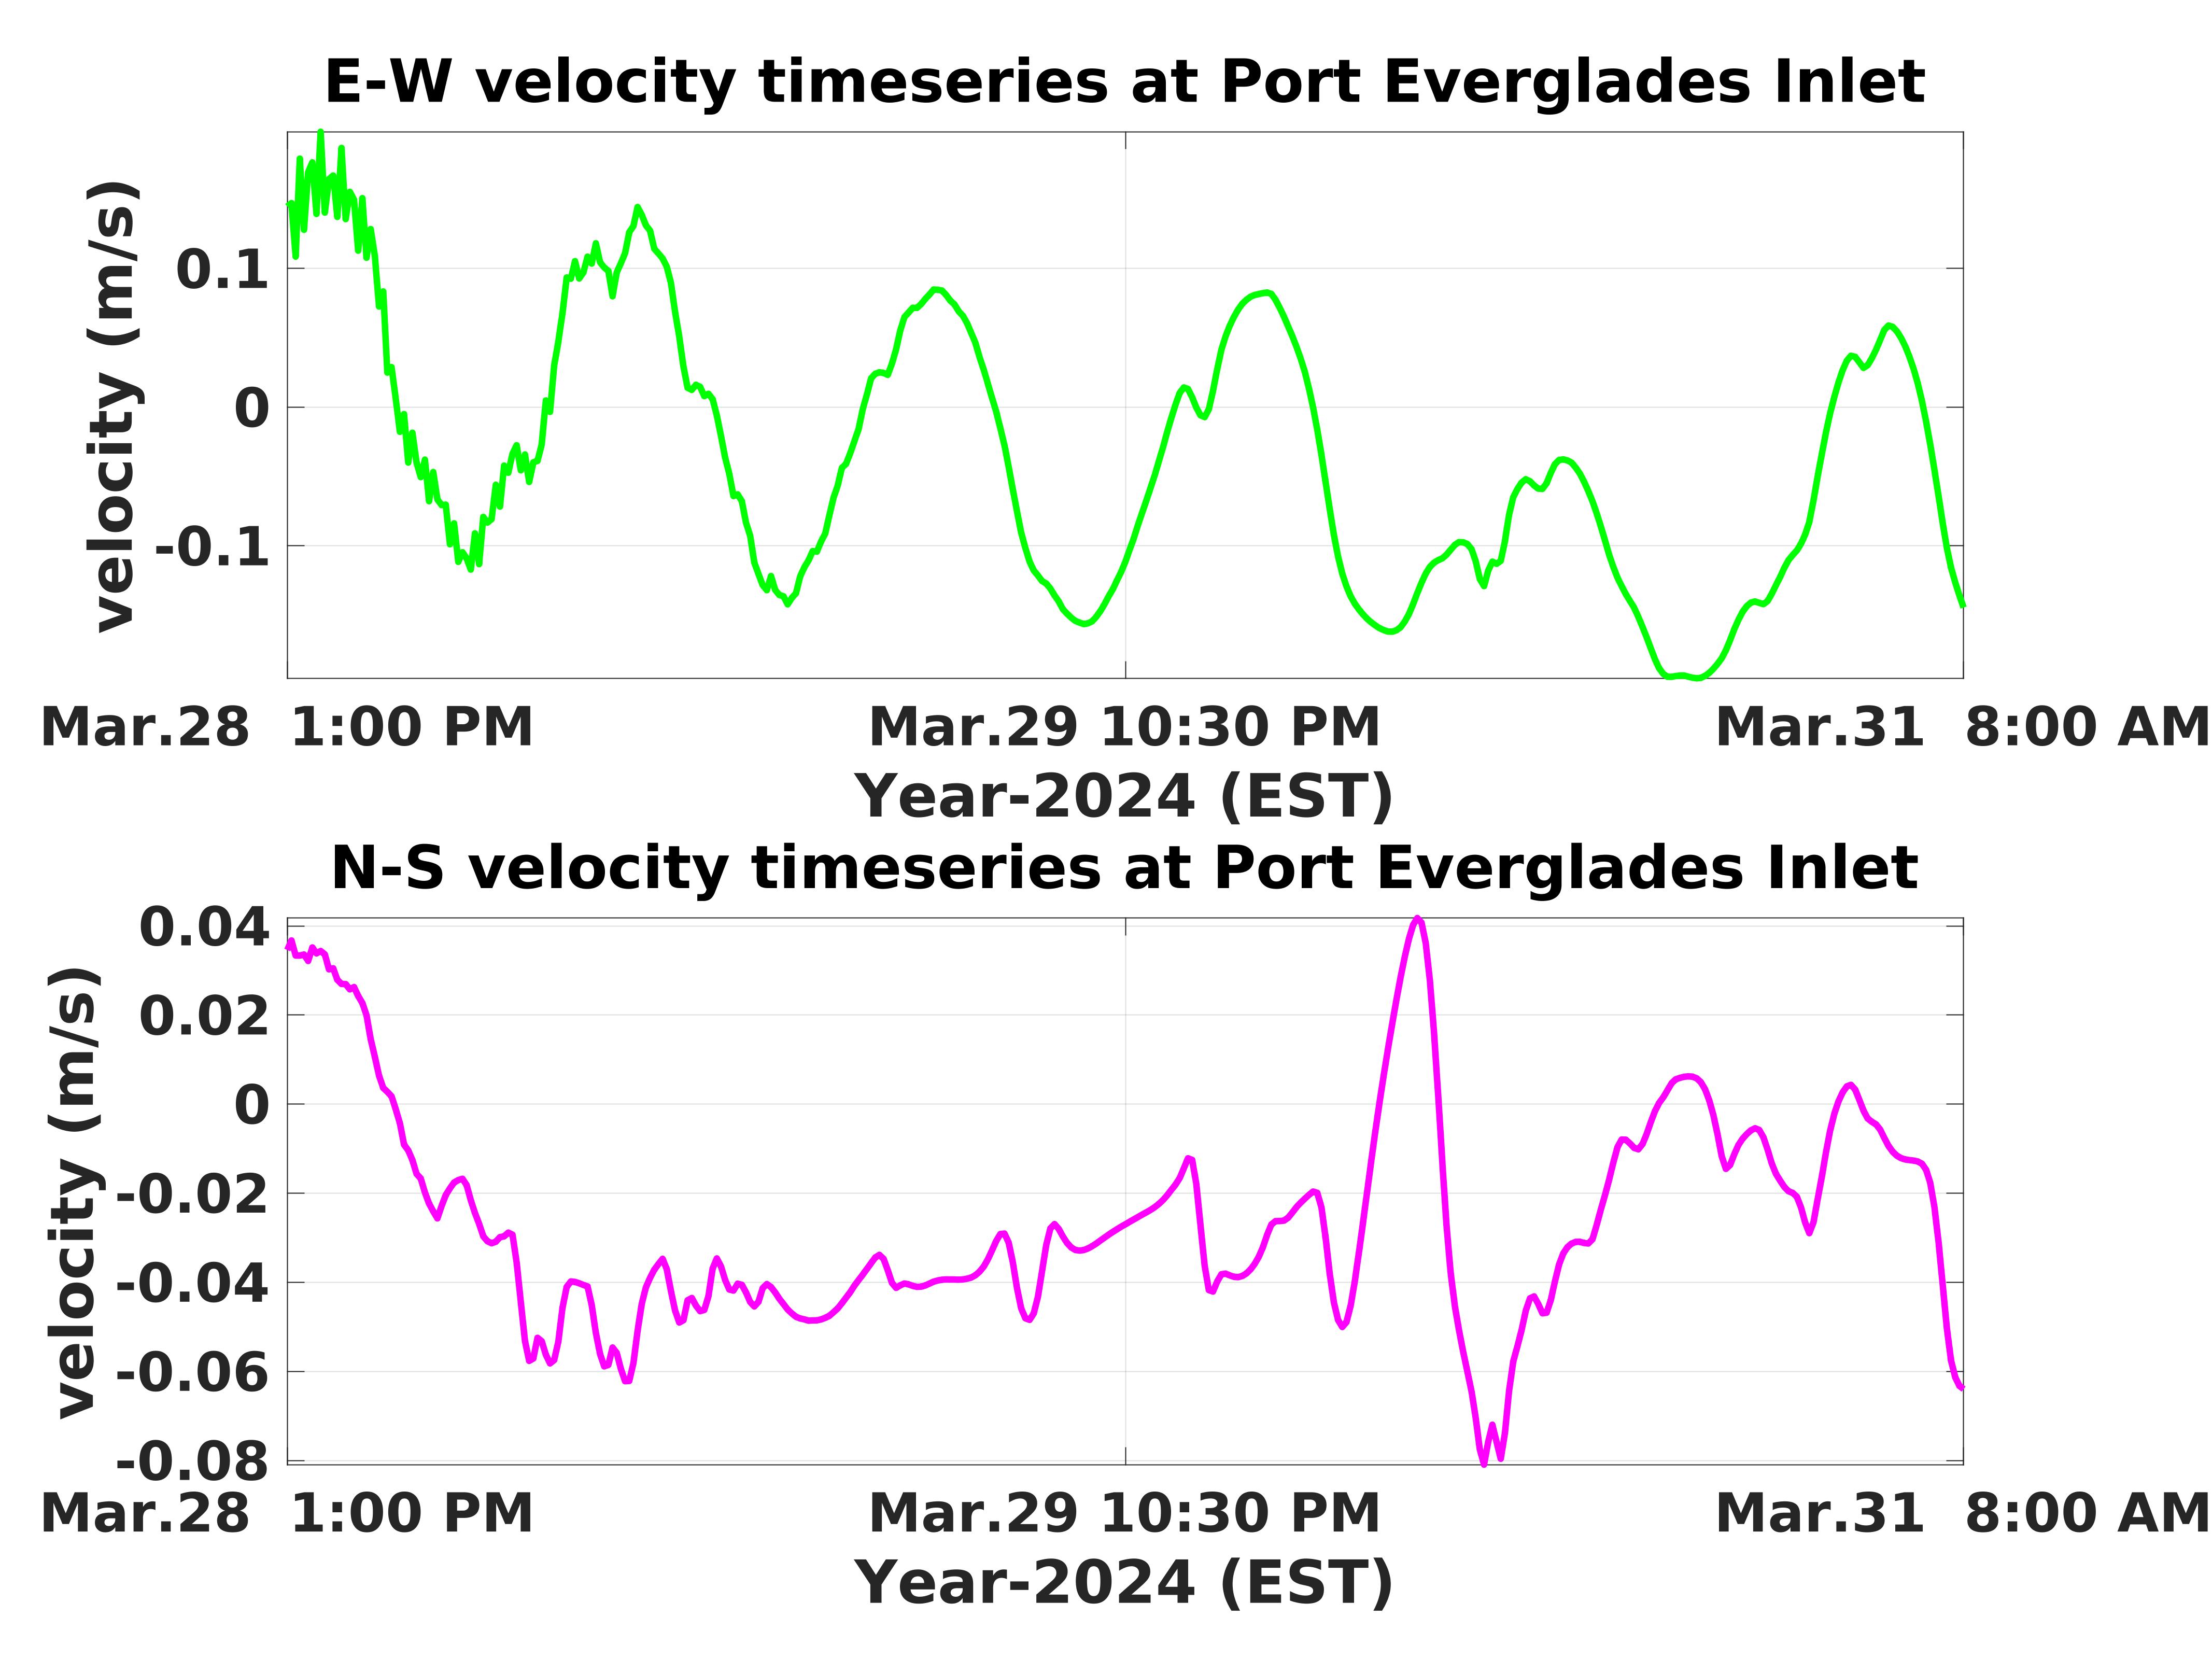 E-W velocity timeseries at Port Everglades Inlet
velocity (m/s)
0.1
0
-0.1
Mar.28 1:00 PM
Mar.29 10:30 PM
Mar.31 8:00 AM
Year-2024 (EST)
N-S velocity timeseries at Port Everglades Inlet
velocity (m/s)
0.04
0.02
0
-0.02
-0.04
-0.06
-0.08
Mar.28 1:00 PM
Mar.29 10:30 PM
Mar.31 8:00 AM
Year-2024 (EST)